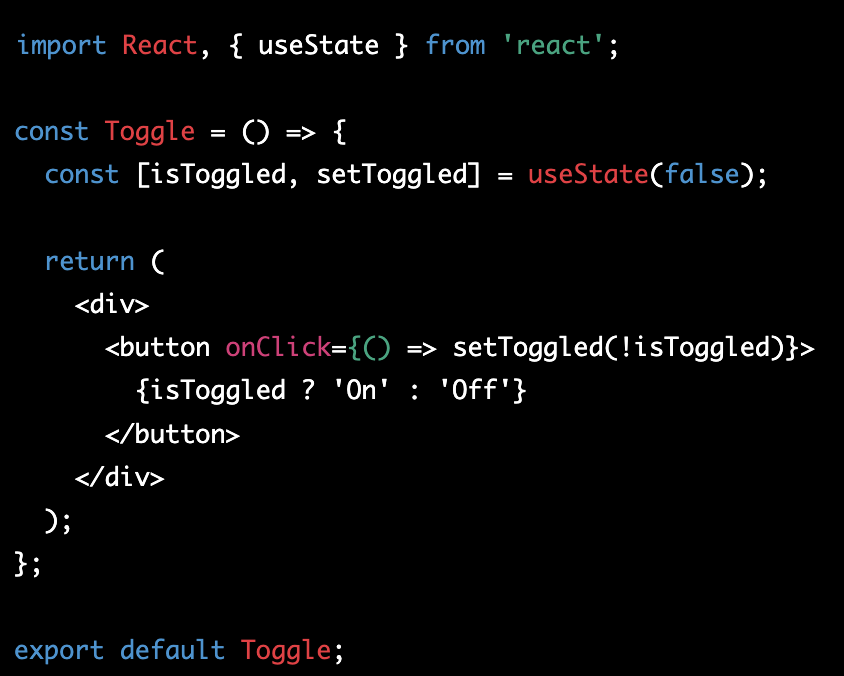 import React, { useState } from 'react';
const Toggle = () => {
const [isToggled, setToggled] = useState(false);
return (
<div>
<button onClick={() => setToggled(!isToggled)}>
{isToggled ? 'On' : 'Off'}
</button>
</div>
);
};
export default Toggle;